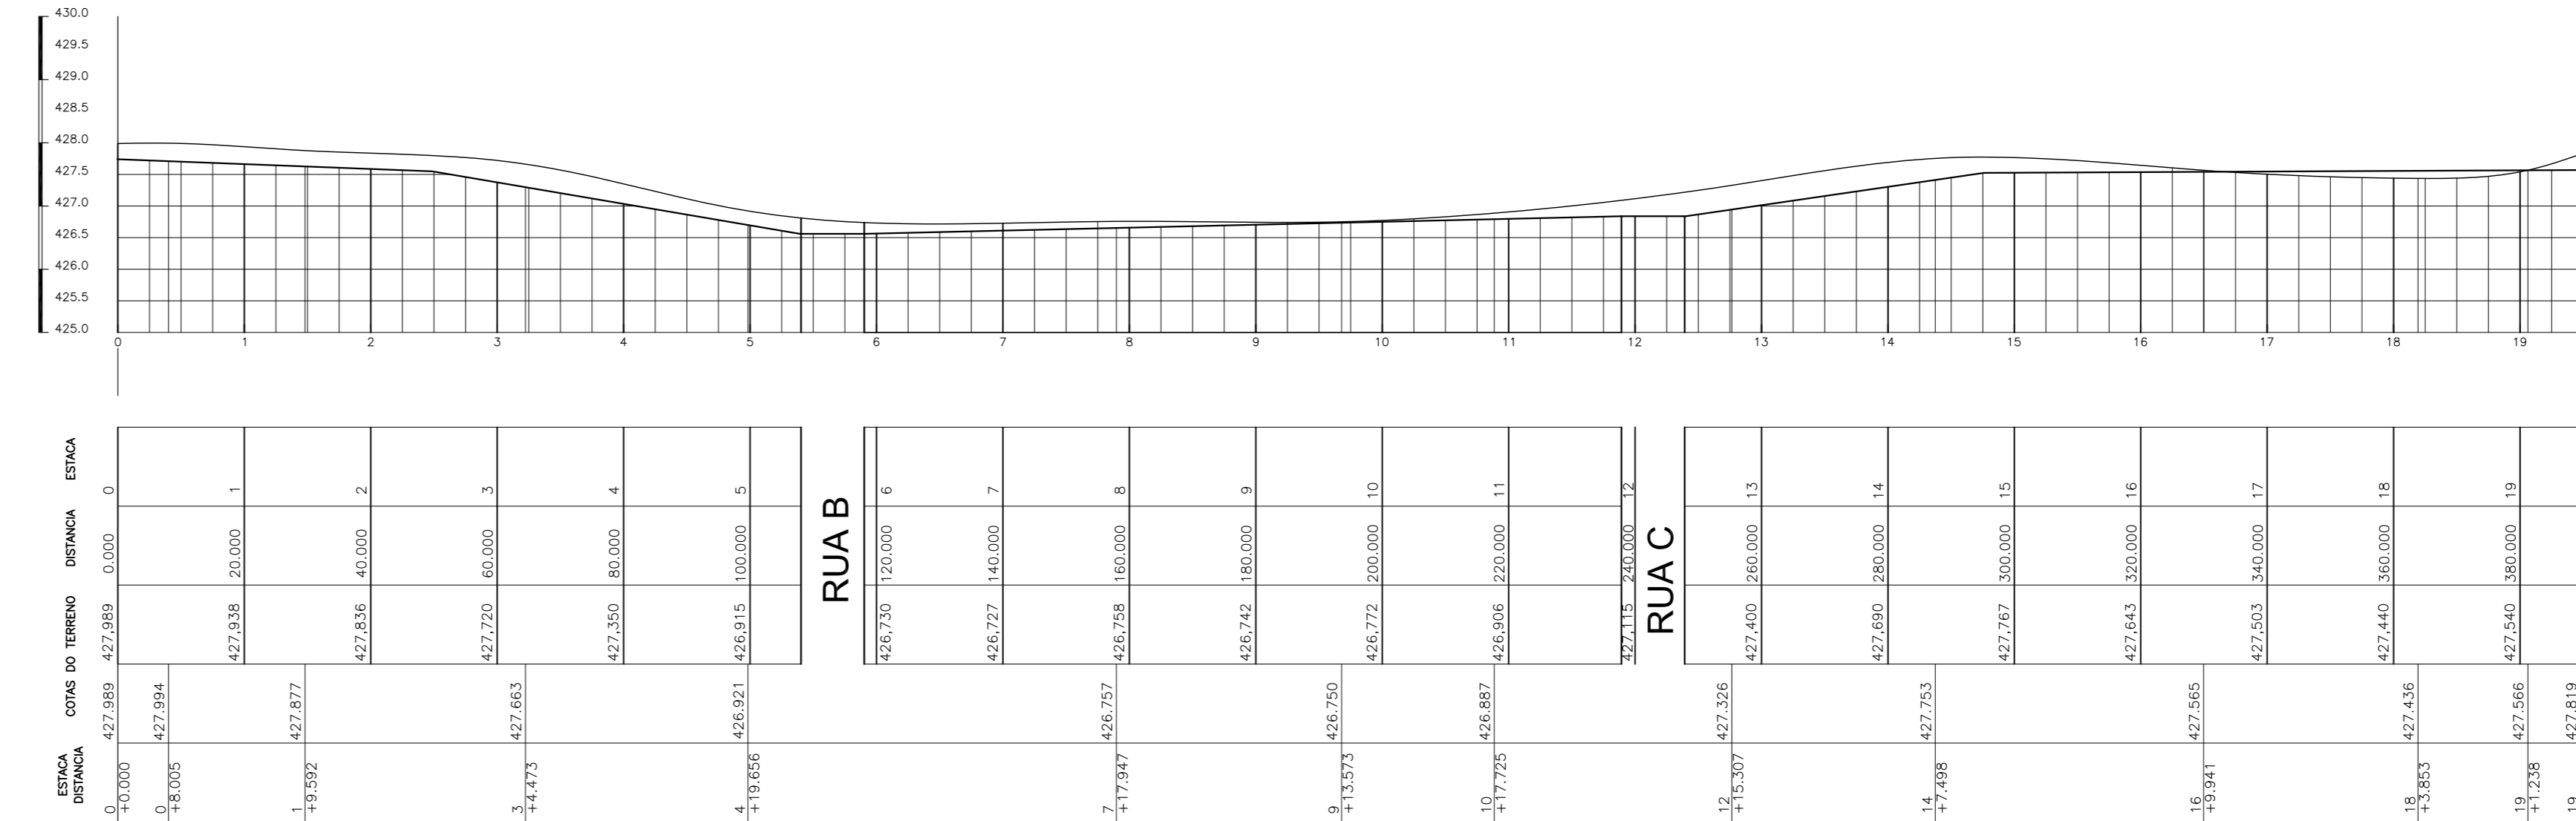 430.0
429.5
429.0
428.5
428.0
427.5
427.0
426.5
426.0
425.5
425.0
0 1 2 3 4 5 6 7 8 9 10 11 12 13 14 15 16 17 18 19
ESTACA 0 1 2 3 4 5 6 7 8 9 10 11 12 13 14 15 16 17 18 19
DISTANCIA 0.000 20.000 40.000 60.000 80.000 100.000 120.000 140.000 160.000 180.000 200.000 220.000 240.000 260.000 280.000 300.000 320.000 340.000 360.000 380.000
RUA B
RUA C
COTAS DO TERRENO
427,989 427,938 427,836 427,720 427,350 426,915 426,730 426,727 426,758 426,742 426,772 426,906 427,115 427,400 427,690 427,767 427,643 427,503 427,440 427,540
427.989 427.994 427.877 427.663 426.921 426.757 426.750 426.887 427.326 427.753 427.565 427.436 427.566 427.819
ESTACA 0 0 1 3 4 7 9 10 12 14 16 18 19 19
DISTANCIA +0.000 +8.005 +9.592 +4.473 +19.656 +17.947 +13.573 +17.725 +15.307 +7.498 +9.941 +3.853 +1.238